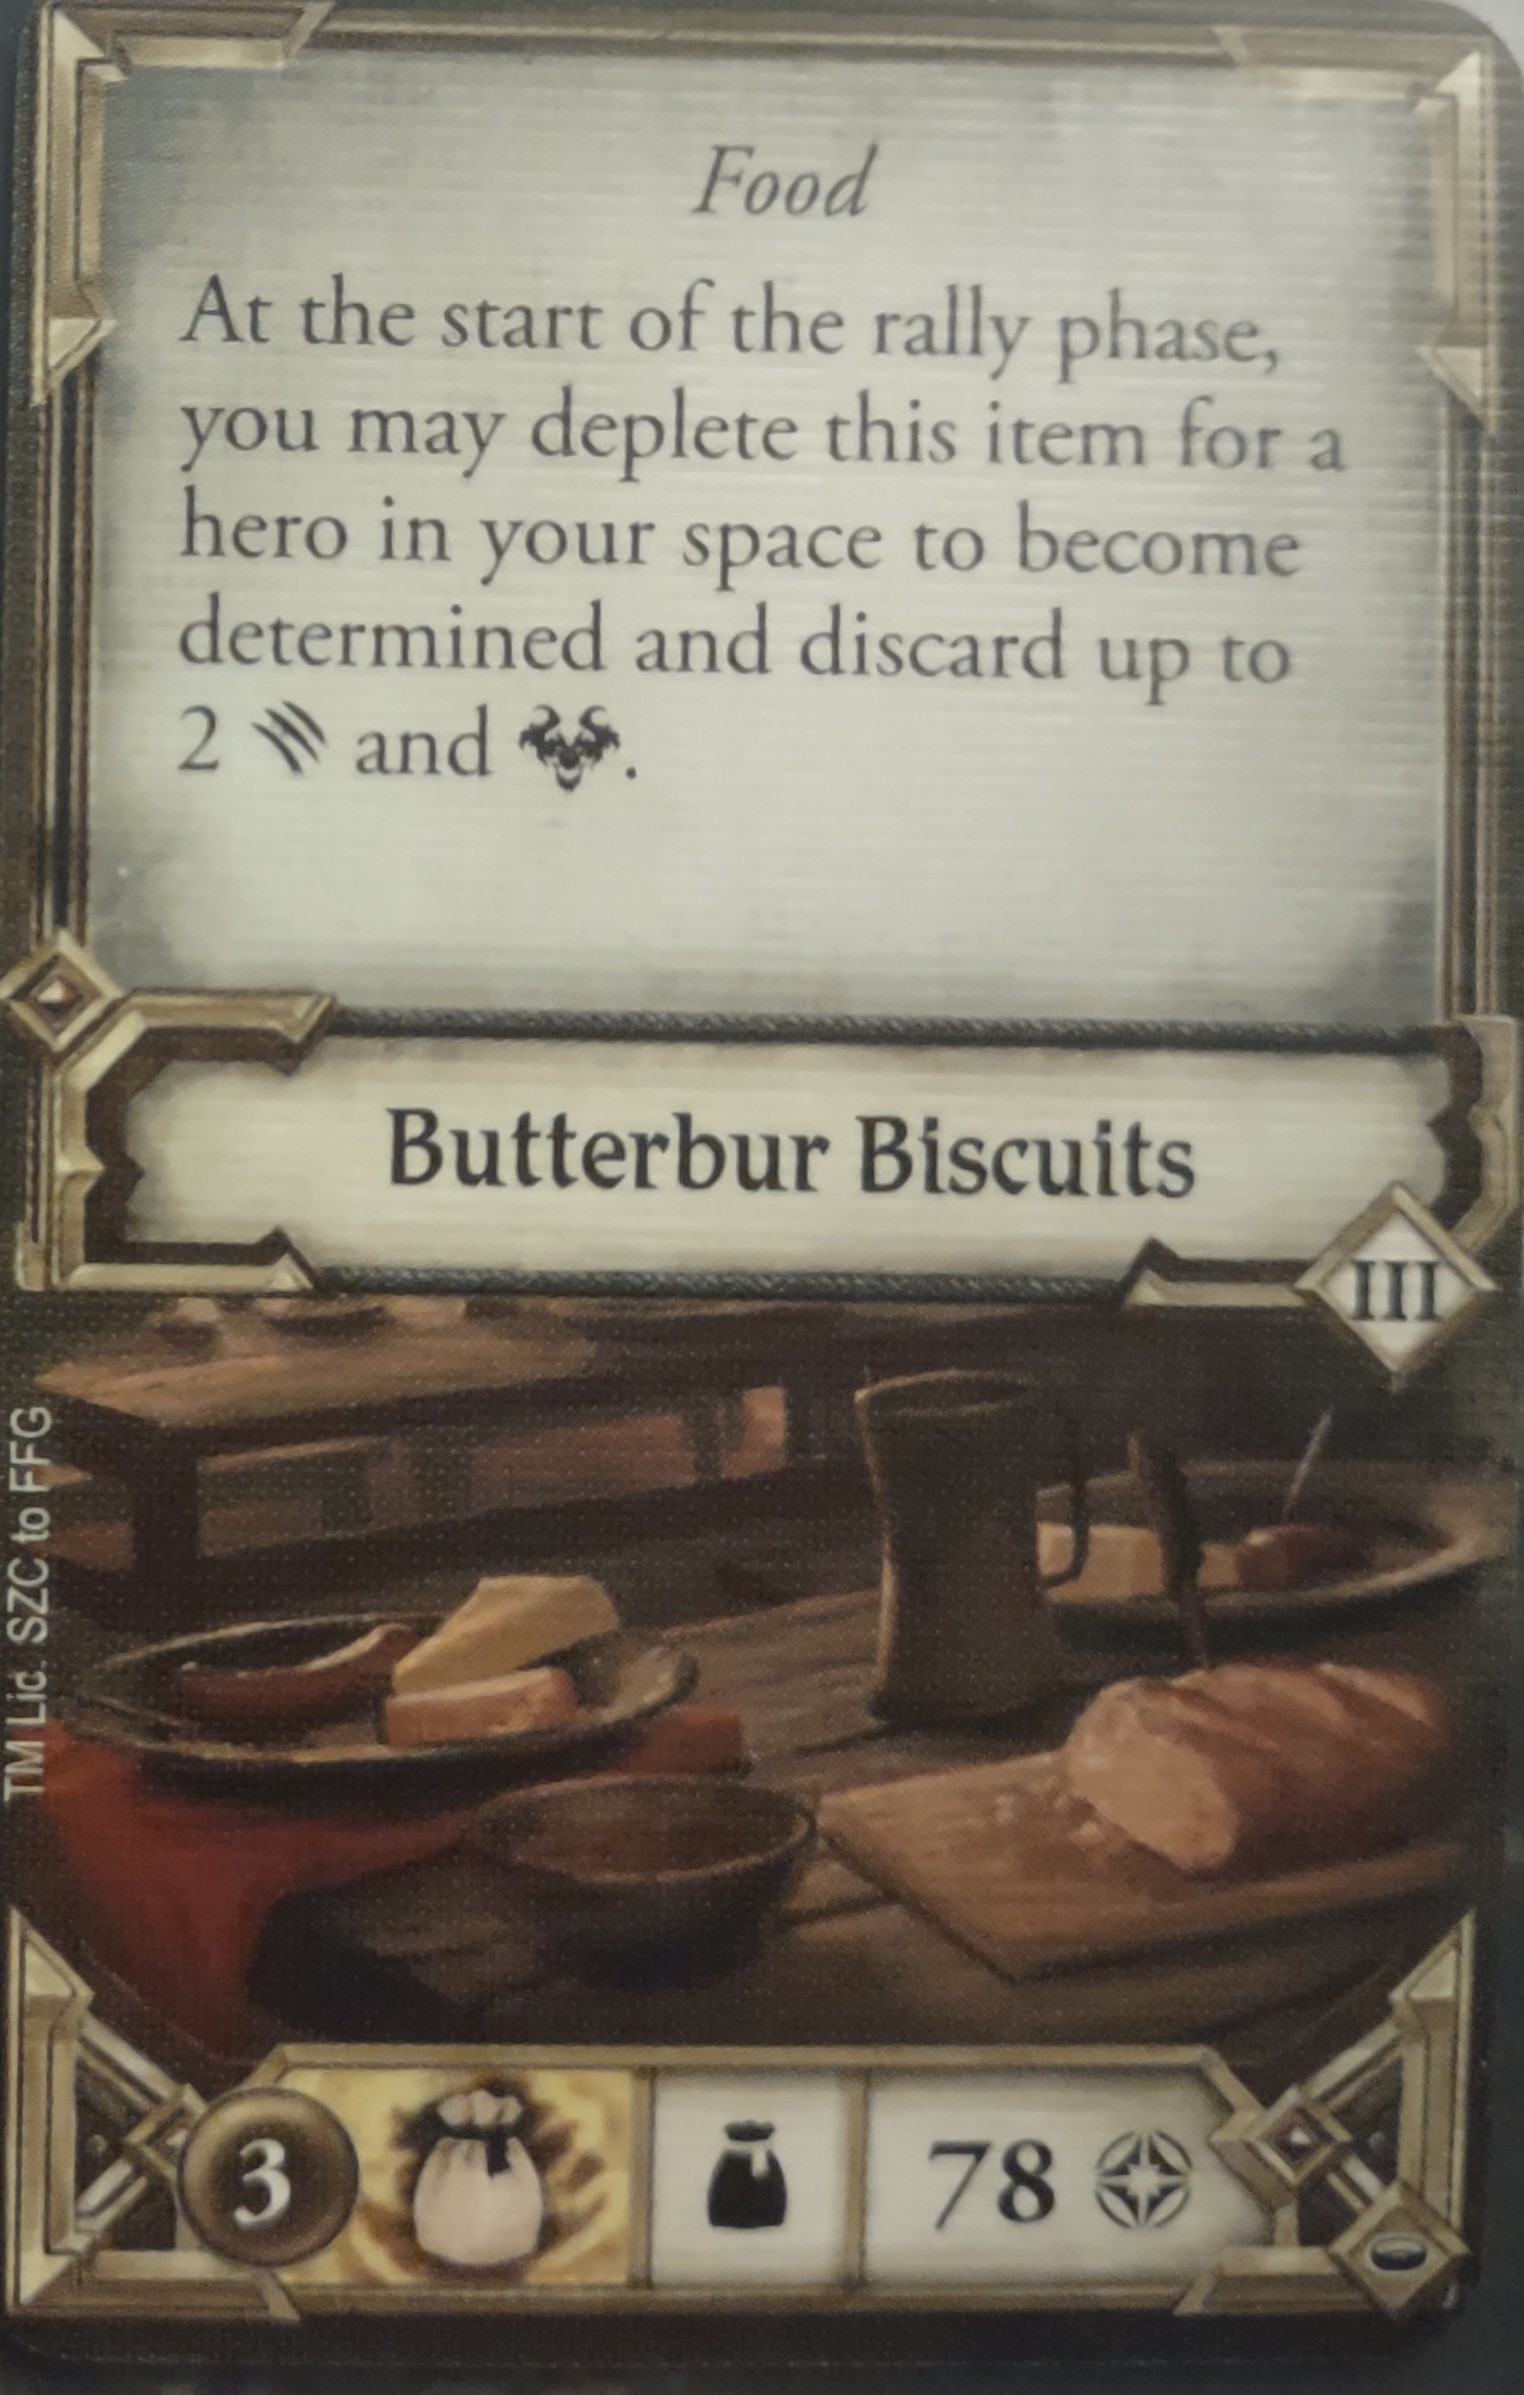 Food
At the start of the rally phase,
you may deplete this item for a
hero in your space to become
determined and discard up to
2 and .
Butterbur Biscuits
III
TM Lic. SZC to FFG
3
78